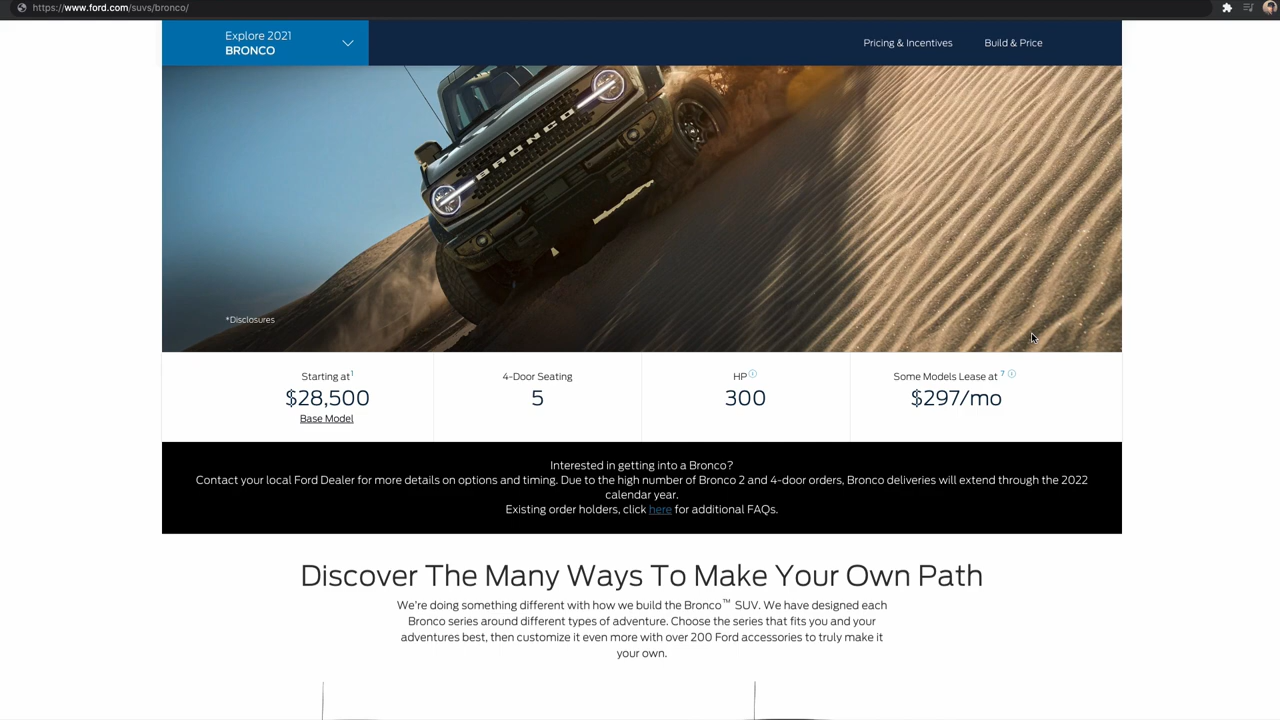 https://www.ford.com/suvs/bronco/
Explore 2021
BRONCO
Pricing & Incentives
Build & Price
BRONCO
*Disclosures
Starting at1
$28,500
Base Model
4-Door Seating
5
HP
300
Some Models Lease at 7
$297/mo
Interested in getting into a Bronco?
Contact your local Ford Dealer for more details on options and timing. Due to the high number of Bronco 2 and 4-door orders, Bronco deliveries will extend through the 2022
calendar year.
Existing order holders, click here for additional FAQs.
Discover The Many Ways To Make Your Own Path
We're doing something different with how we build the Bronco™ SUV. We have designed each
Bronco series around different types of adventure. Choose the series that fits you and your
adventures best, then customize it even more with over 200 Ford accessories to truly make it
your own.